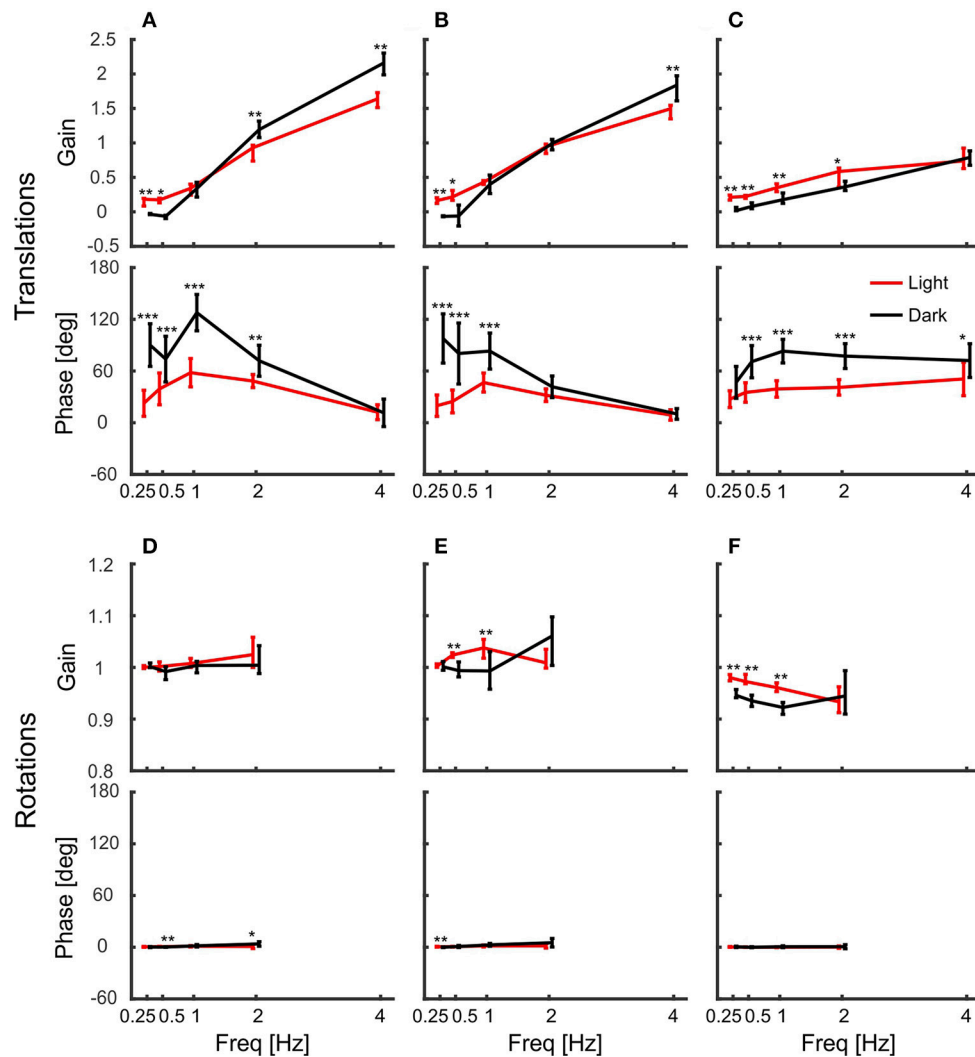 A B C
Translations
Gain
2.5
2
1.5
1
0.5
0
-0.5
** * ** **
** * **
** ** ** *
Phase [deg]
180
120
60
0
-60
*** *** *** **
*** *** ***
*** *** *** *
Light
Dark
0.25 0.5 1 2 4
0.25 0.5 1 2 4
0.25 0.5 1 2 4
D E F
Rotations
Gain
1.2
1.1
1
0.9
0.8
** **
** ** **
Phase [deg]
180
120
60
0
-60
** *
**
0.25 0.5 1 2 4
0.25 0.5 1 2 4
0.25 0.5 1 2 4
Freq [Hz] Freq [Hz] Freq [Hz]